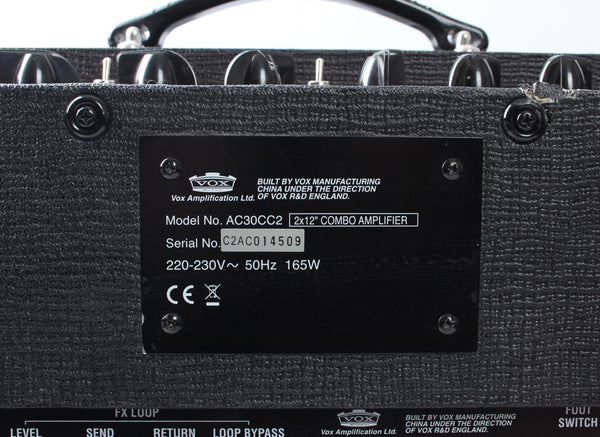 VOX
Vox Amplification Ltd.
BUILT BY VOX MANUFACTURING
CHINA UNDER THE DIRECTION
OF VOX R&D ENGLAND.
Model No. AC30CC2 2x12" COMBO AMPLIFIER
Serial No. C2AC014509
220-230V~ 50Hz 165W
CE
FX LOOP
LEVEL SEND RETURN LOOP BYPASS
VOX
Vox Amplification Ltd.
BUILT BY VOX MANUFACTURING
CHINA UNDER THE DIRECTION OF
VOX R&D ENGLAND.
FOOT
SWITCH